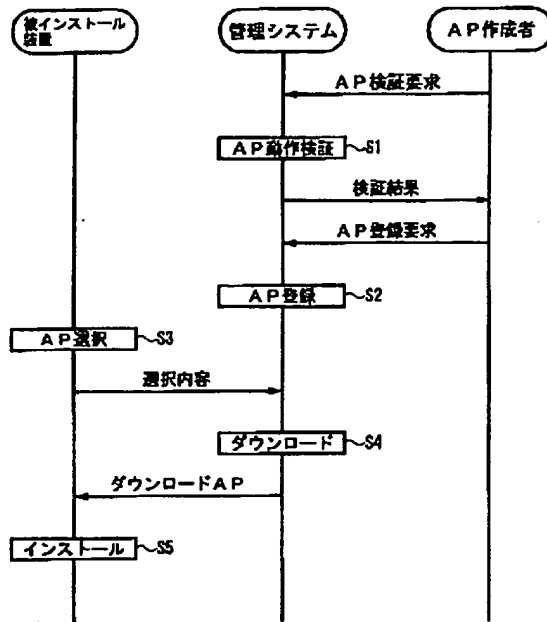 被インストール
装置
管理システム
AP作成者
AP検証要求
AP動作検証
S1
検証結果
AP登録要求
AP登録
S2
AP選択
S3
選択内容
ダウンロード
S4
ダウンロードAP
インストール
S5